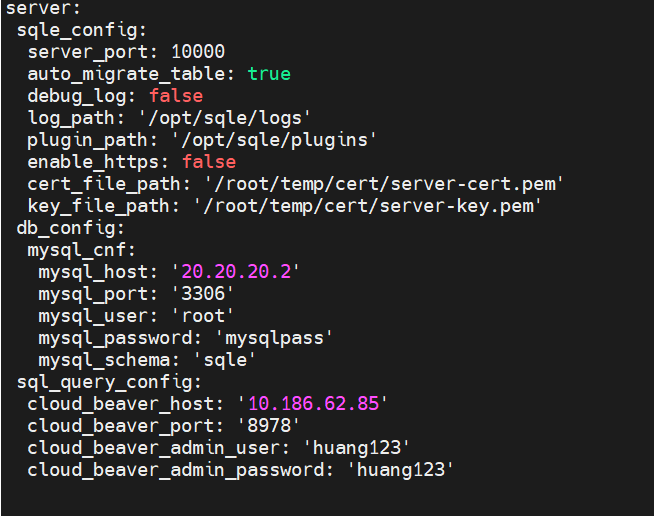 server:
 sqle_config:
  server_port: 10000
  auto_migrate_table: true
  debug_log: false
  log_path: '/opt/sqle/logs'
  plugin_path: '/opt/sqle/plugins'
  enable_https: false
  cert_file_path: '/root/temp/cert/server-cert.pem'
  key_file_path: '/root/temp/cert/server-key.pem'
 db_config:
  mysql_cnf:
   mysql_host: '20.20.20.2'
   mysql_port: '3306'
   mysql_user: 'root'
   mysql_password: 'mysqlpass'
   mysql_schema: 'sqle'
 sql_query_config:
  cloud_beaver_host: '10.186.62.85'
  cloud_beaver_port: '8978'
  cloud_beaver_admin_user: 'huang123'
  cloud_beaver_admin_password: 'huang123'